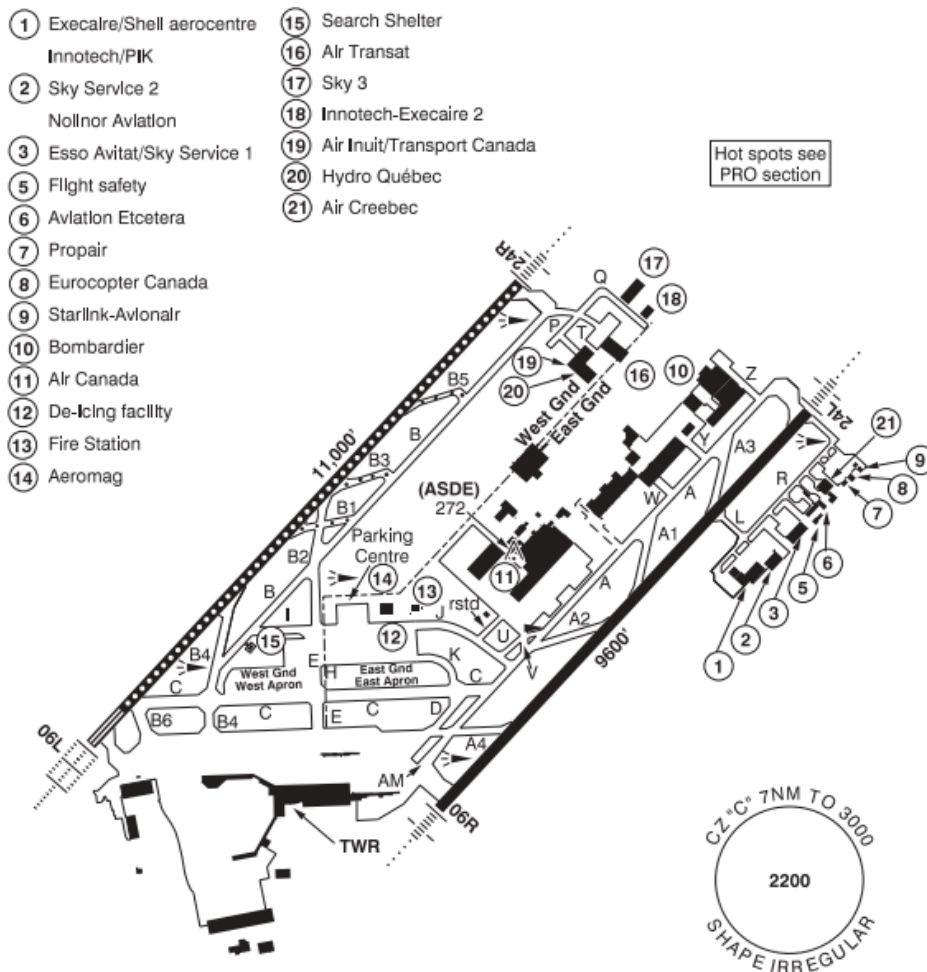 1 Execaire/Shell aerocentre
Innotech/PIK
2 Sky Service 2
Nolinor Aviation
3 Esso Avitat/Sky Service 1
5 Flight safety
6 Aviation Etcetera
7 Propair
8 Eurocopter Canada
9 Starlink-Avionair
10 Bombardier
11 Air Canada
12 De-icing facility
13 Fire Station
14 Aeromag
15 Search Shelter
16 Air Transat
17 Sky 3
18 Innotech-Execaire 2
19 Air Inuit/Transport Canada
20 Hydro Québec
21 Air Creebec
Hot spots see
PRO section
24R
Q
17
18
P
T
19
20
16
10
Z
West Gnd
East Gnd
B5
B
11,000'
B3
B1
B2
(ASDE)
272
Y
A3
24L
21
9
8
7
R
W
A
L
A1
6
5
3
2
1
Parking
Centre
14
13
11
rstd
J
12
B
I
15
A
A2
U
V
9600'
K
C
B4
C
E
H
West Gnd
West Apron
East Gnd
East Apron
B6
B4
C
E
C
D
A4
AM
06L
06R
TWR
CZ "C" 7NM TO 3000
2200
SHAPE IRREGULAR